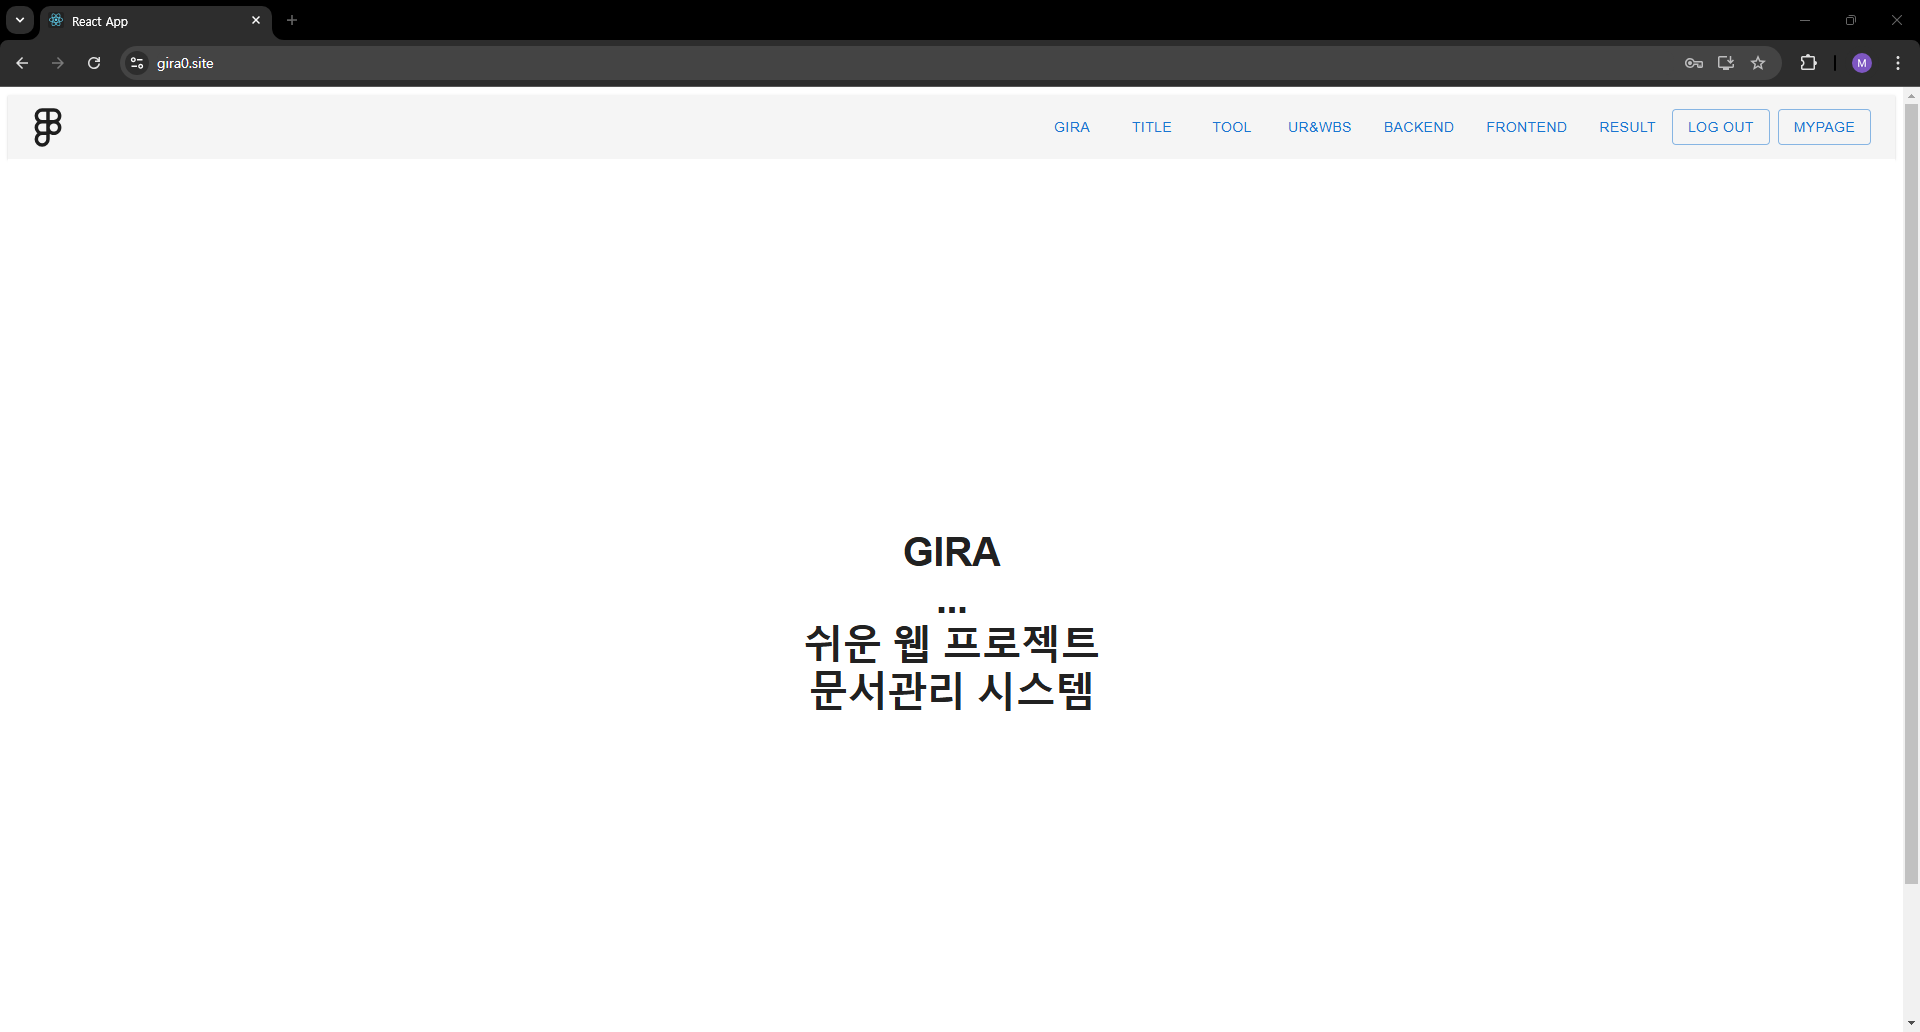 React App
gira0.site
M
GIRA TITLE TOOL UR&WBS BACKEND FRONTEND RESULT LOG OUT MYPAGE
GIRA
...
쉬운 웹 프로젝트
문서관리 시스템